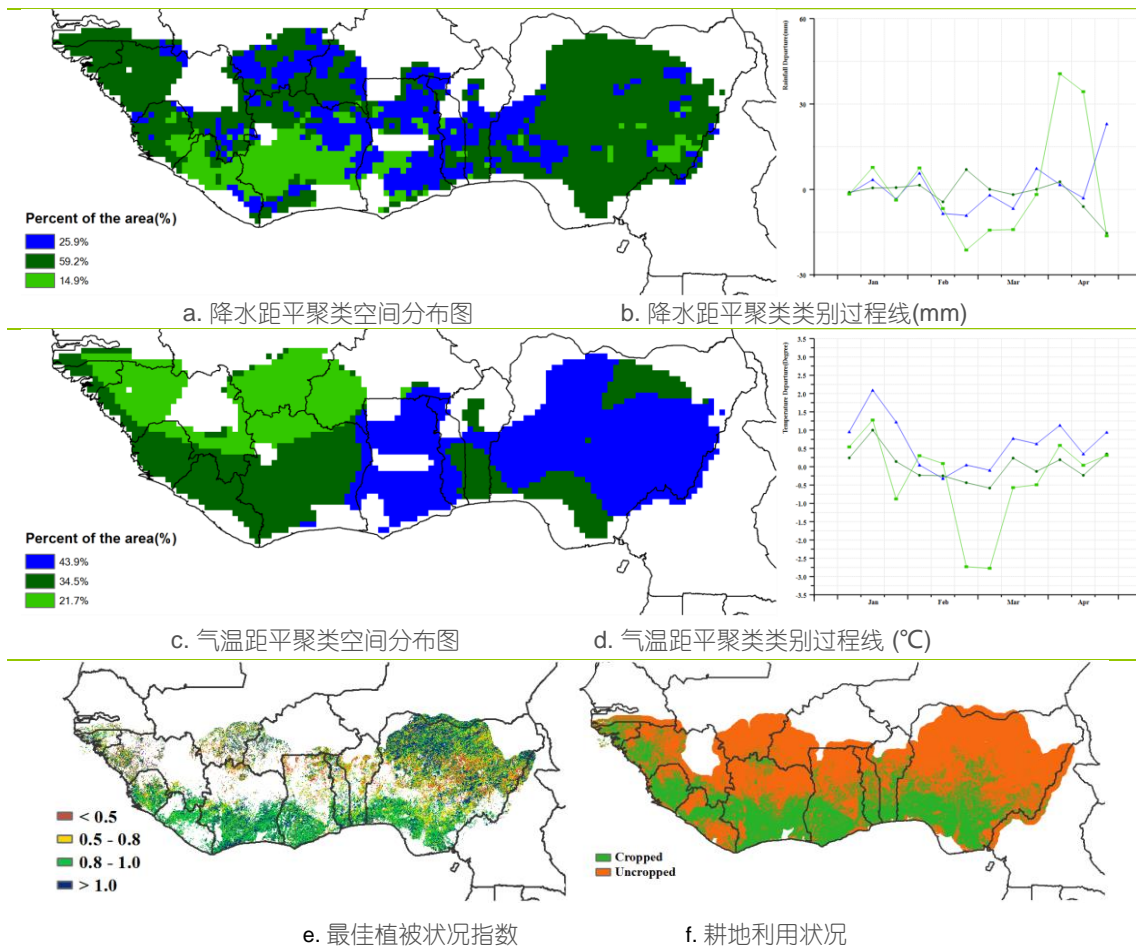 Percent of the area(%)
25.9%
59.2%
14.9%
Rainfall Departure(mm)
60
30
0
-30
Jan
Feb
Mar
Apr
a. 降水距平聚类空间分布图
b. 降水距平聚类类别过程线(mm)
Percent of the area(%)
43.9%
34.5%
21.7%
Temperature Departure(Degree)
3.5
3.0
2.5
2.0
1.5
1.0
0.5
0.0
-0.5
-1.0
-1.5
-2.0
-2.5
-3.0
-3.5
Jan
Feb
Mar
Apr
c. 气温距平聚类空间分布图
d. 气温距平聚类类别过程线 (℃)
< 0.5
0.5 - 0.8
0.8 - 1.0
> 1.0
Cropped
Uncropped
e. 最佳植被状况指数
f. 耕地利用状况